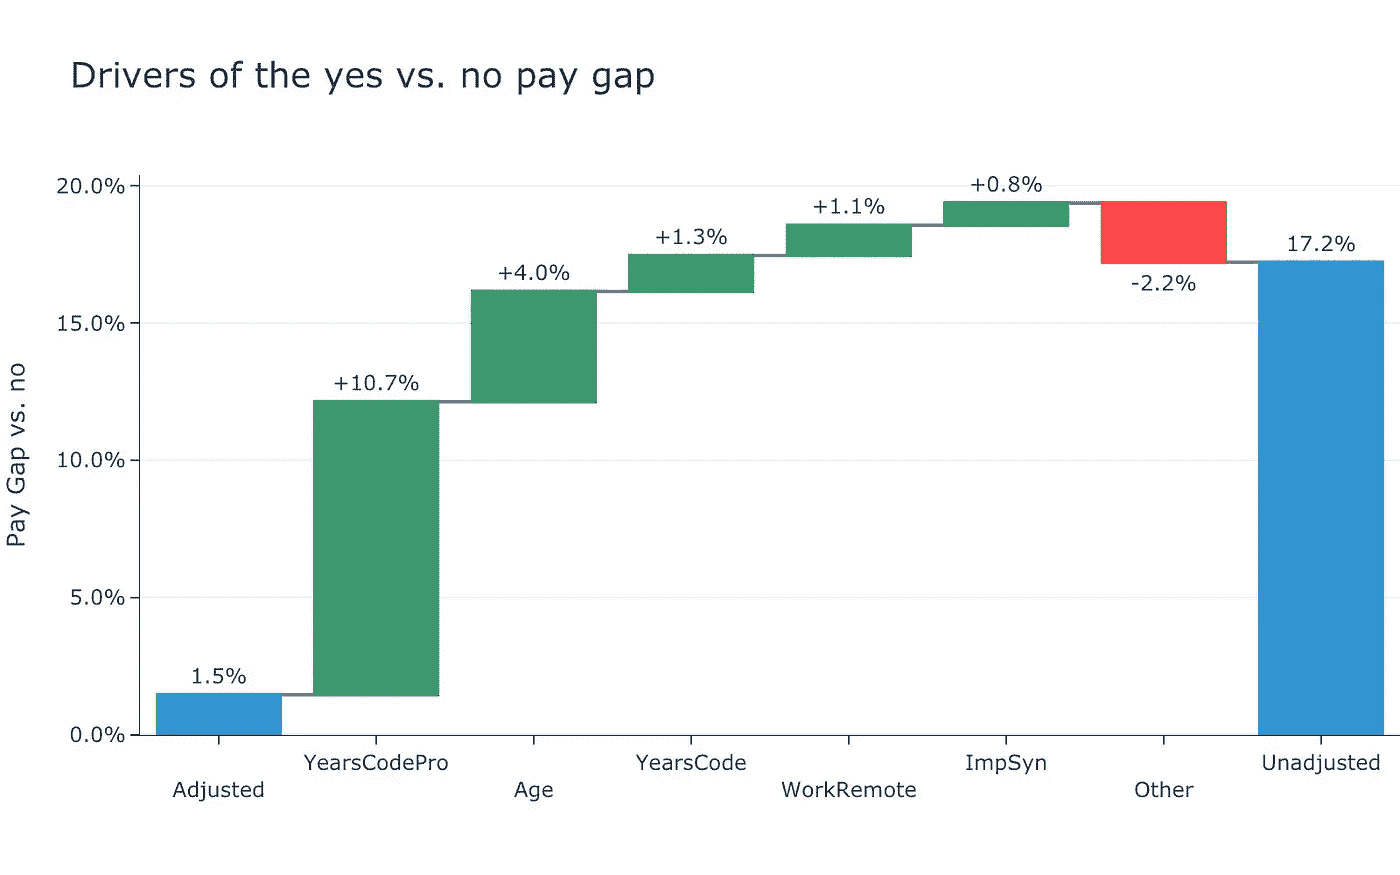 Drivers of the yes vs. no pay gap
Pay Gap vs. no
20.0%
15.0%
10.0%
5.0%
0.0%
1.5%
+10.7%
+4.0%
+1.3%
+1.1%
+0.8%
-2.2%
17.2%
Adjusted
YearsCodePro
Age
YearsCode
WorkRemote
ImpSyn
Other
Unadjusted